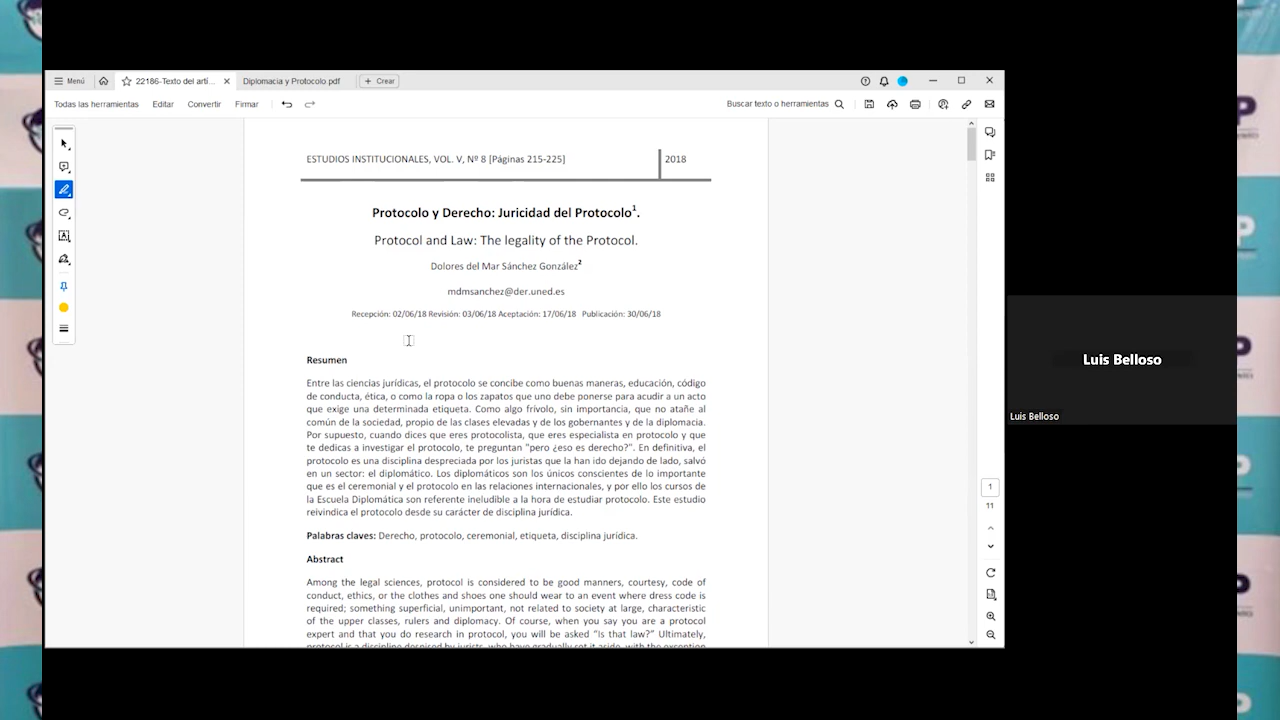 Menú
22186-Texto del artí...
Diplomacia y Protocolo.pdf
Crear
Todas las herramientas
Editar
Convertir
Firmar
Buscar texto o herramientas
ESTUDIOS INSTITUCIONALES, VOL. V, Nº 8 [Páginas 215-225]
2018
Protocolo y Derecho: Juricidad del Protocolo1.
Protocol and Law: The legality of the Protocol.
Dolores del Mar Sánchez González2
mdmsanchez@der.uned.es
Recepción: 02/06/18 Revisión: 03/06/18 Aceptación: 17/06/18 Publicación: 30/06/18
Resumen
Entre las ciencias jurídicas, el protocolo se concibe como buenas maneras, educación, código
de conducta, ética, o como la ropa o los zapatos que uno debe ponerse para acudir a un acto
que exige una determinada etiqueta. Como algo frívolo, sin importancia, que no atañe al
común de la sociedad, propio de las clases elevadas y de los gobernantes y de la diplomacia.
Por supuesto, cuando dices que eres protocolista, que eres especialista en protocolo y que
te dedicas a investigar el protocolo, te preguntan "pero ¿eso es derecho?". En definitiva, el
protocolo es una disciplina despreciada por los juristas que la han ido dejando de lado, salvó
en un sector: el diplomático. Los diplomáticos son los únicos conscientes de lo importante
que es el ceremonial y el protocolo en las relaciones internacionales, y por ello los cursos de
la Escuela Diplomática son referente ineludible a la hora de estudiar protocolo. Este estudio
reivindica el protocolo desde su carácter de disciplina jurídica.
Palabras claves: Derecho, protocolo, ceremonial, etiqueta, disciplina jurídica.
Abstract
Among the legal sciences, protocol is considered to be good manners, courtesy, code of
conduct, ethics, or the clothes and shoes one should wear to an event where dress code is
required; something superficial, unimportant, not related to society at large, characteristic
of the upper classes, rulers and diplomacy. Of course, when you say you are a protocol
expert and that you do research in protocol, you will be asked "Is that law?" Ultimately,
protocol is a discipline despised by jurists, who have gradually set it aside, with the exception
1
11
Luis Belloso
Luis Belloso